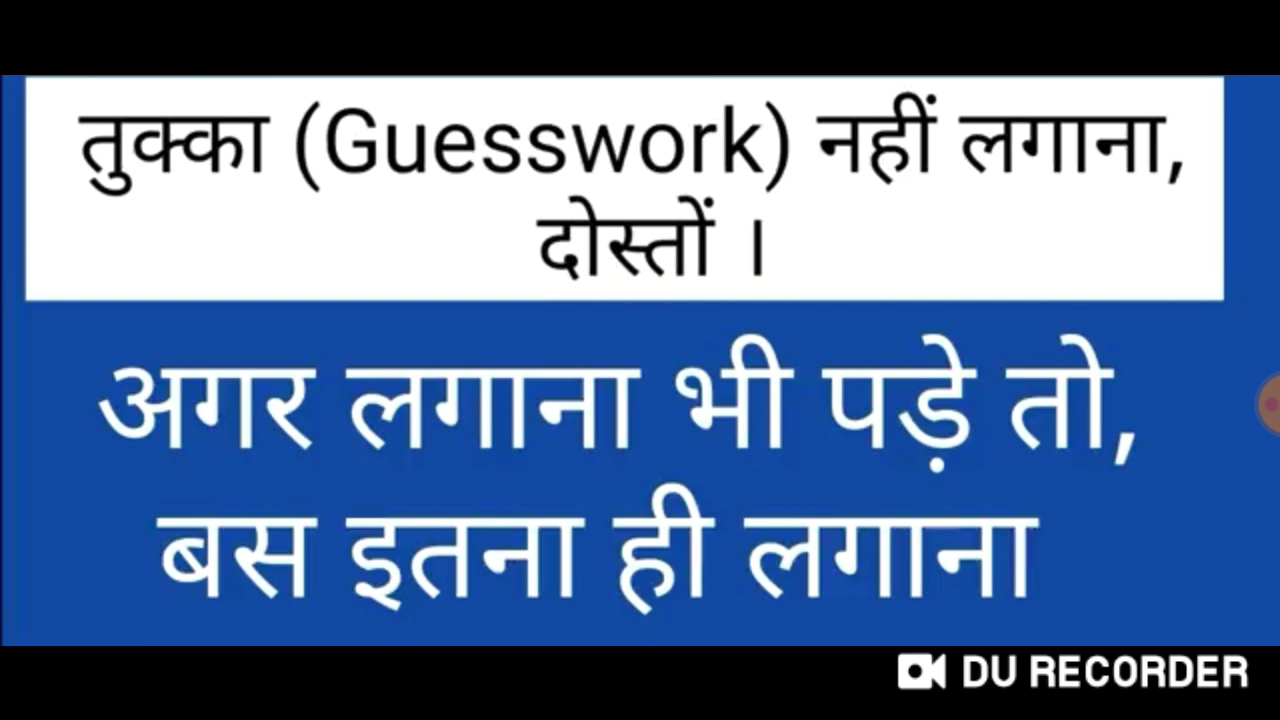 तुक्का (Guesswork) नहीं लगाना,
दोस्तों ।
अगर लगाना भी पड़े तो,
बस इतना ही लगाना
DU RECORDER